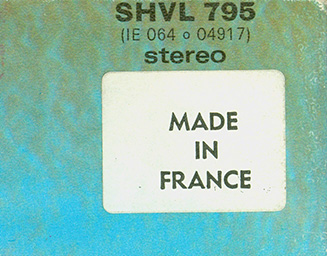 SHVL 795
(IE 064 o 04917)
stereo
MADE
IN
FRANCE